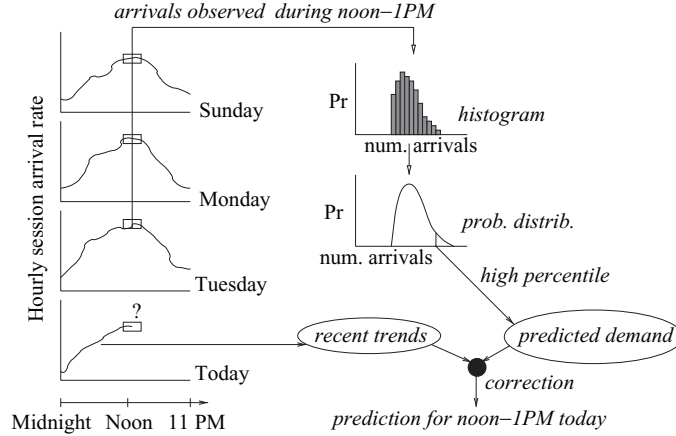 arrivals observed during noon–1PM
Hourly session arrival rate
Sunday
Monday
Tuesday
?
Today
Midnight Noon 11 PM
Pr
histogram
num. arrivals
Pr
prob. distrib.
num. arrivals
high percentile
recent trends
predicted demand
correction
prediction for noon–1PM today